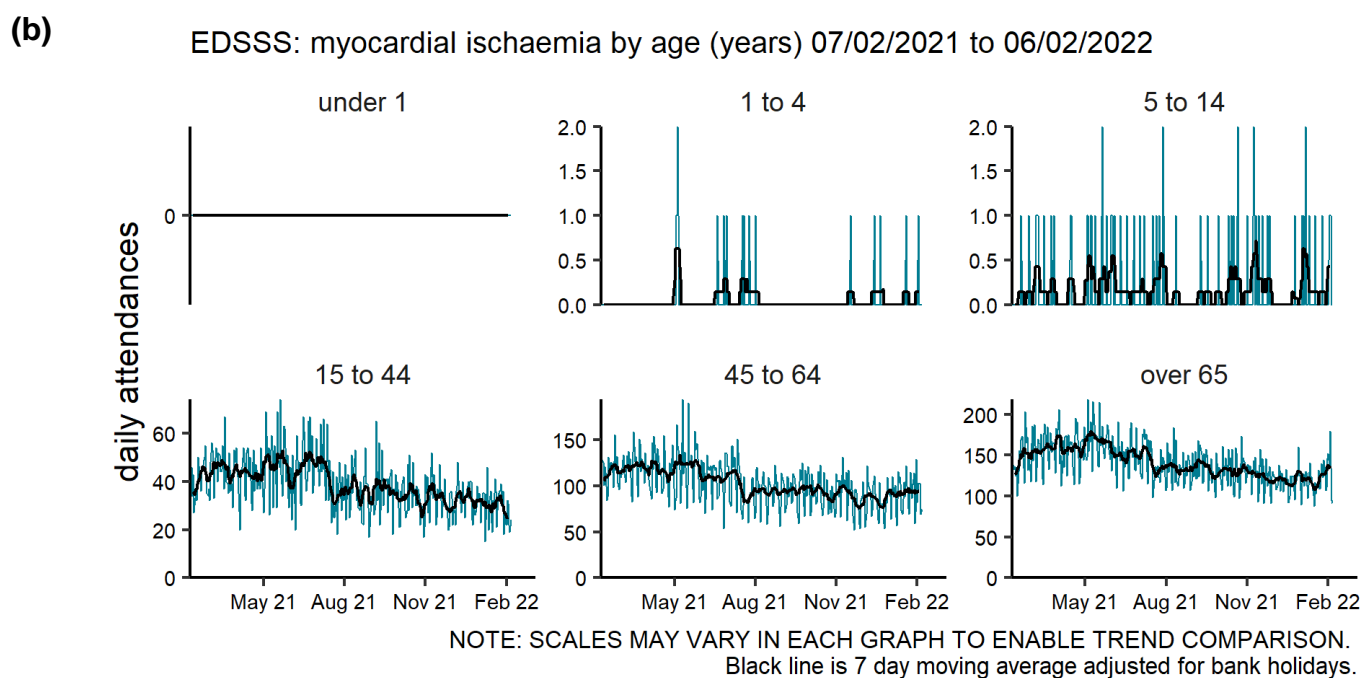 (b)
EDSSS: myocardial ischaemia by age (years) 07/02/2021 to 06/02/2022
daily attendances
under 1
0
1 to 4
2.0
1.5
1.0
0.5
0.0
5 to 14
2.0
1.5
1.0
0.5
0.0
15 to 44
60
40
20
0
May 21 Aug 21 Nov 21 Feb 22
45 to 64
150
100
50
0
May 21 Aug 21 Nov 21 Feb 22
over 65
200
150
100
50
0
May 21 Aug 21 Nov 21 Feb 22
NOTE: SCALES MAY VARY IN EACH GRAPH TO ENABLE TREND COMPARISON.
Black line is 7 day moving average adjusted for bank holidays.